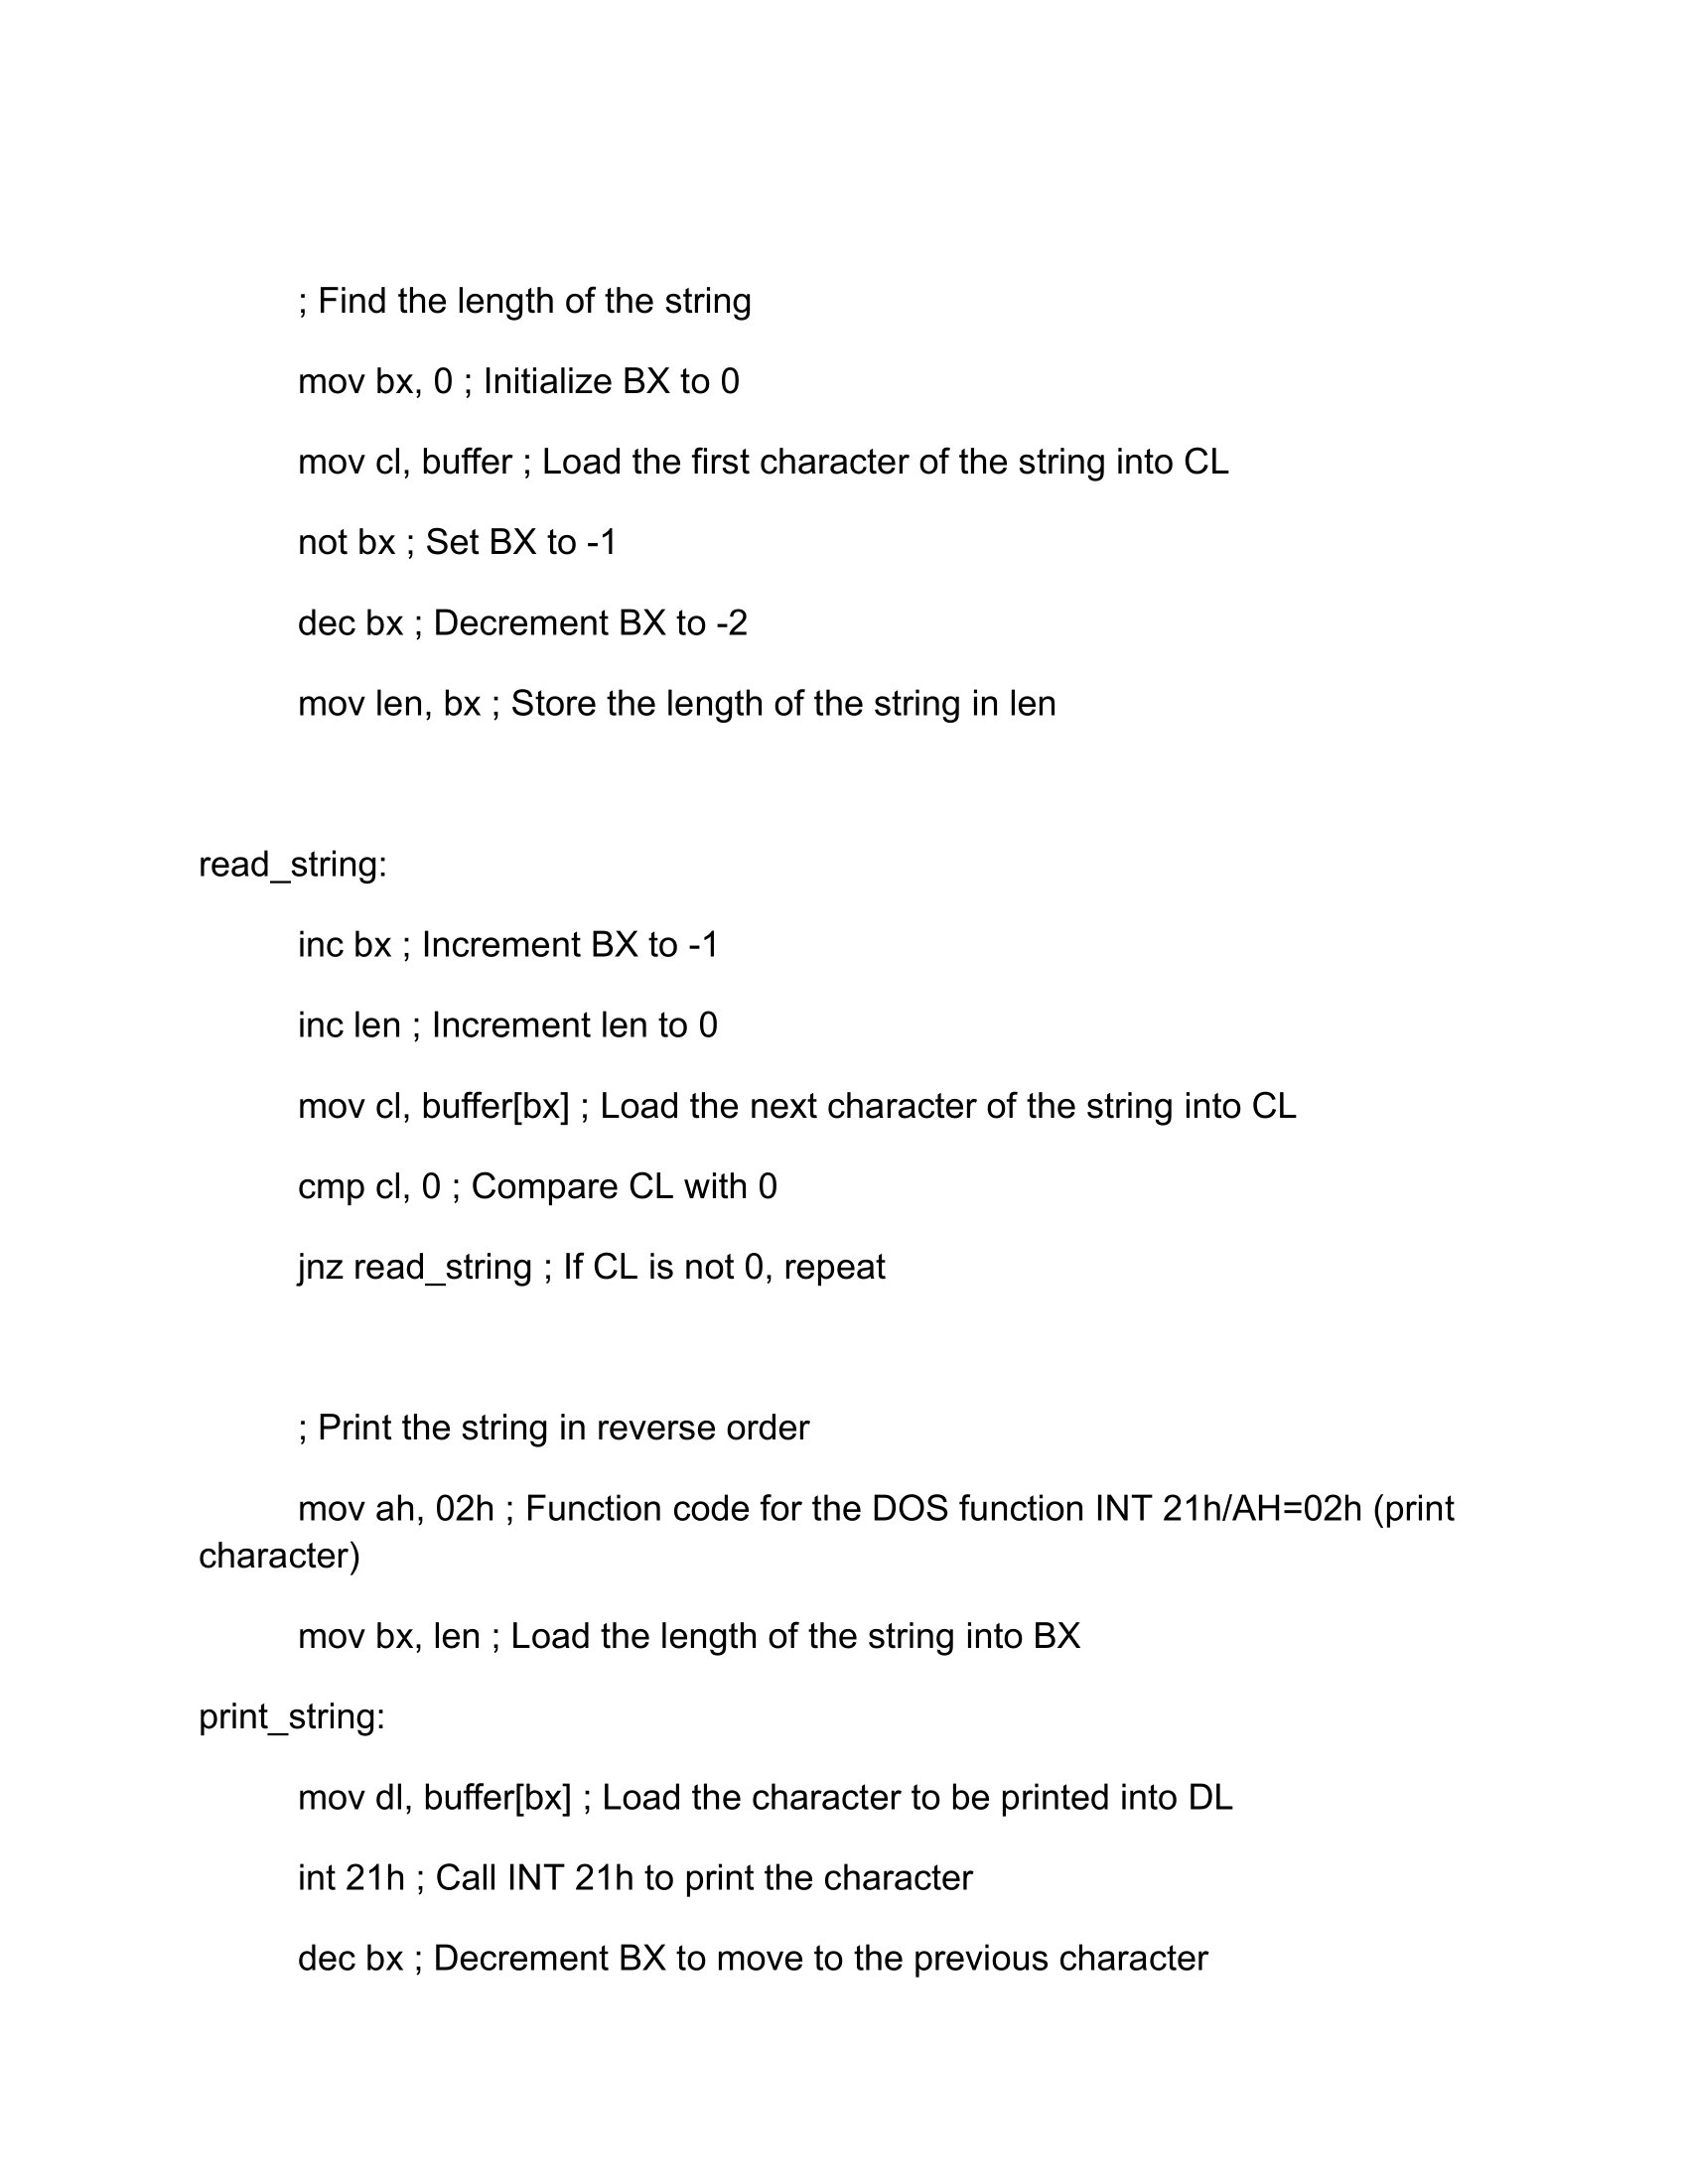 ; Find the length of the string
mov bx, 0 ; Initialize BX to 0
mov cl, buffer ; Load the first character of the string into CL
not bx ; Set BX to -1
dec bx ; Decrement BX to -2
mov len, bx ; Store the length of the string in len
read_string:
inc bx ; Increment BX to -1
inc len ; Increment len to 0
mov cl, buffer[bx] ; Load the next character of the string into CL
cmp cl, 0 ; Compare CL with 0
jnz read_string ; If CL is not 0, repeat
; Print the string in reverse order
mov ah, 02h ; Function code for the DOS function INT 21h/AH=02h (print
character)
mov bx, len ; Load the length of the string into BX
print_string:
mov dl, buffer[bx] ; Load the character to be printed into DL
int 21h ; Call INT 21h to print the character
dec bx ; Decrement BX to move to the previous character